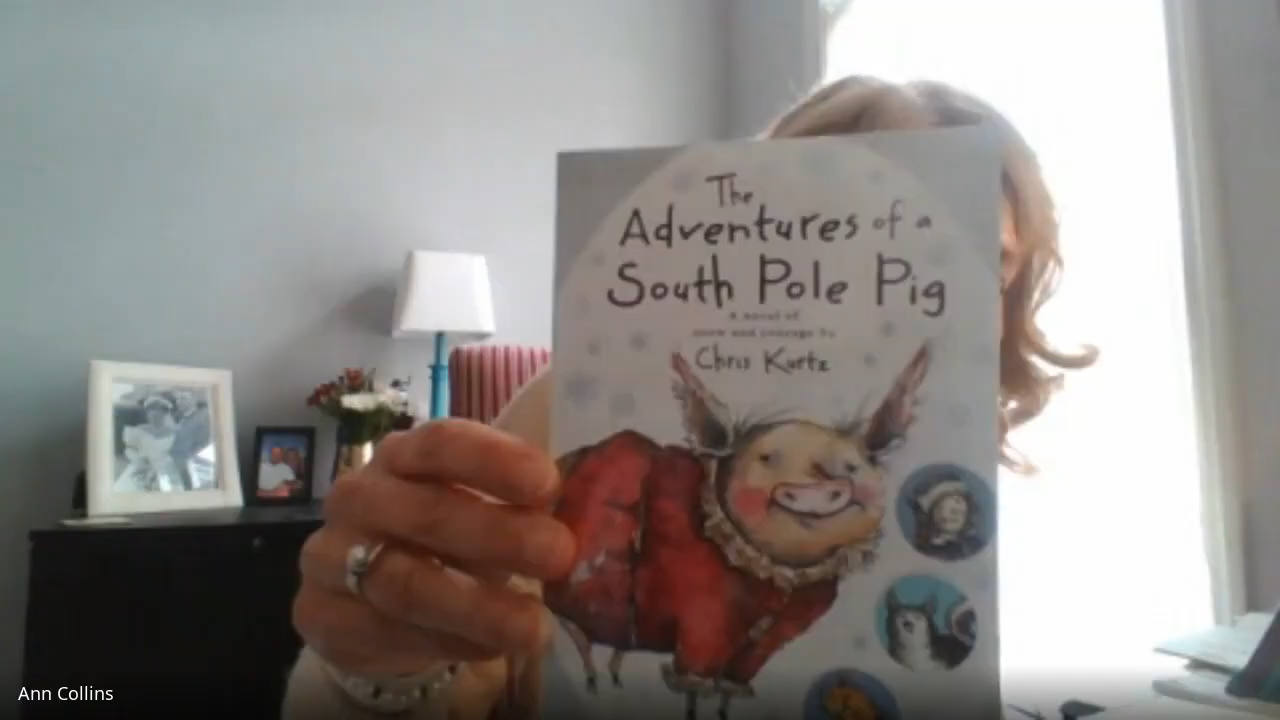 The
Adventures of a
South Pole Pig
A novel of
snow and courage by
Chris Kurtz
Ann Collins